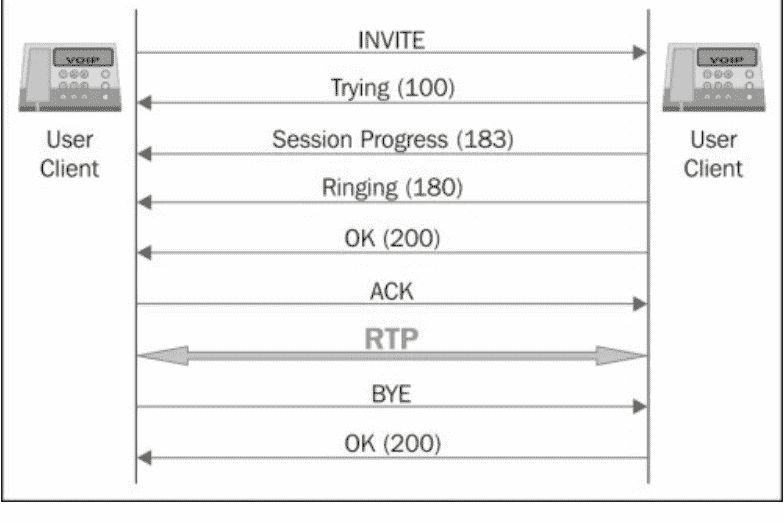 INVITE
VOIP
VOIP
Trying (100)
User
Client
Session Progress (183)
User
Client
Ringing (180)
OK (200)
ACK
RTP
BYE
OK (200)